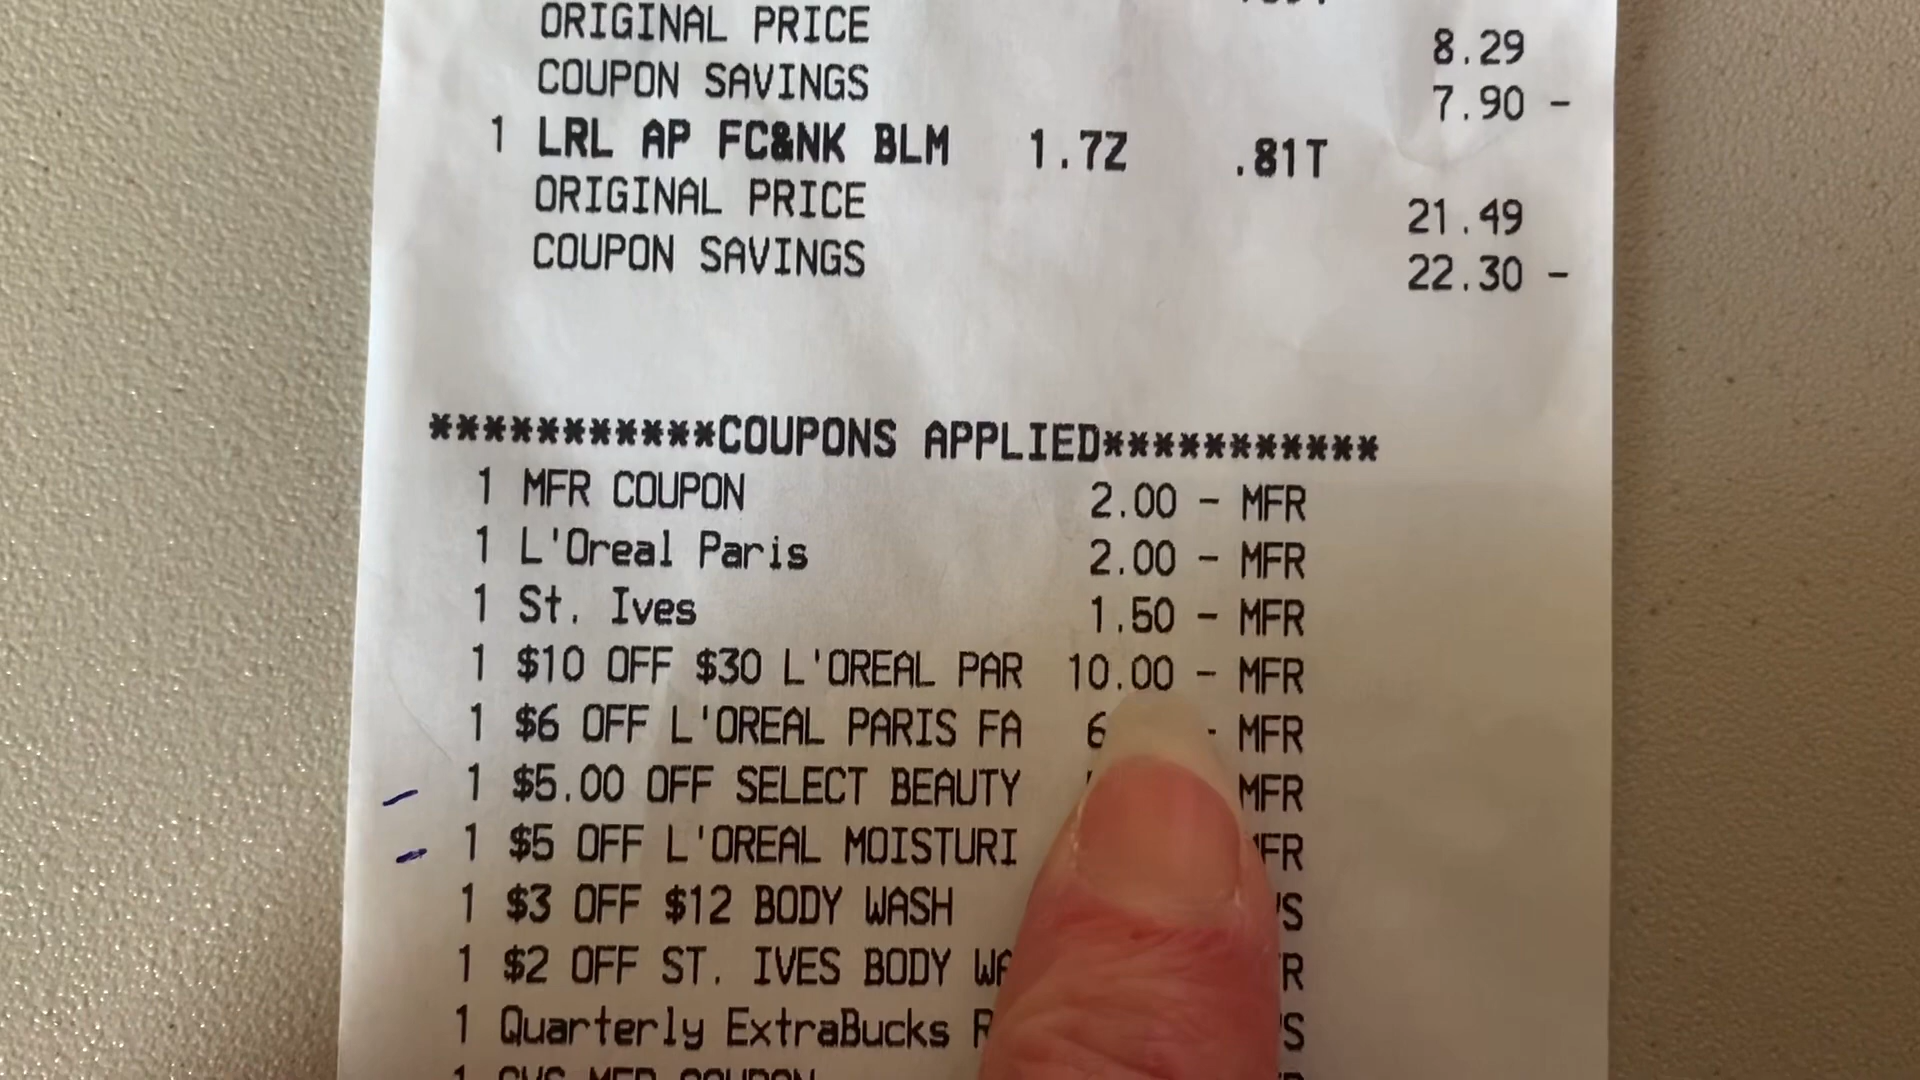 ORIGINAL PRICE 8.29
COUPON SAVINGS 7.90 -
1 LRL AP FC&NK BLM 1.7Z .81T
ORIGINAL PRICE 21.49
COUPON SAVINGS 22.30 -
***********COUPONS APPLIED***********
1 MFR COUPON 2.00 - MFR
1 L'Oreal Paris 2.00 - MFR
1 St. Ives 1.50 - MFR
1 $10 OFF $30 L'OREAL PAR 10.00 - MFR
1 $6 OFF L'OREAL PARIS FA 6 - MFR
1 $5.00 OFF SELECT BEAUTY MFR
1 $5 OFF L'OREAL MOISTURI
1 $3 OFF $12 BODY WASH
1 $2 OFF ST. IVES BODY
1 Quarterly ExtraBucks